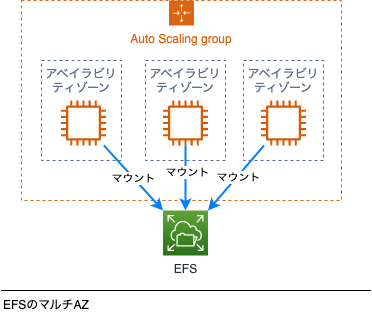 Auto Scaling group
アベイラビリ
ティゾーン
アベイラビリ
ティゾーン
アベイラビリ
ティゾーン
マウント
マウント
マウント
EFS
EFSのマルチAZ